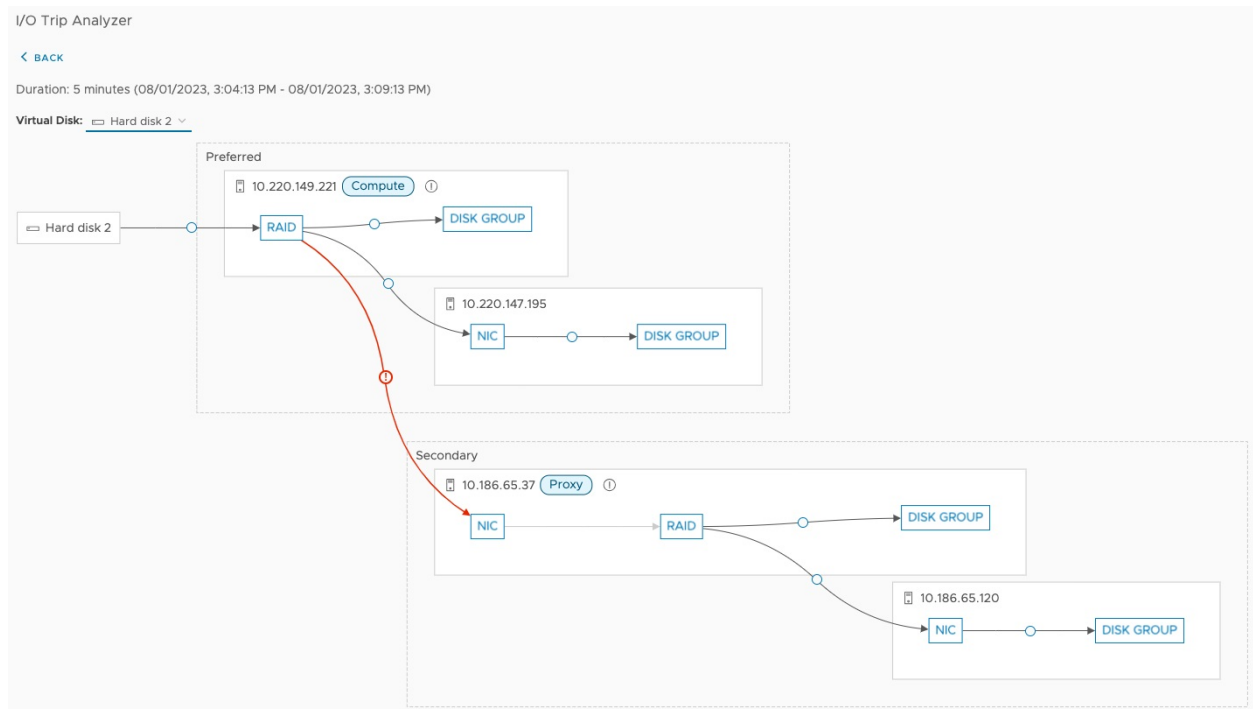 I/O Trip Analyzer
BACK
Duration: 5 minutes (08/01/2023, 3:04:13 PM - 08/01/2023, 3:09:13 PM)
Virtual Disk: Hard disk 2
Preferred
10.220.149.221 Compute
Hard disk 2
RAID
DISK GROUP
10.220.147.195
NIC
DISK GROUP
Secondary
10.186.65.37 Proxy
NIC
RAID
DISK GROUP
10.186.65.120
NIC
DISK GROUP